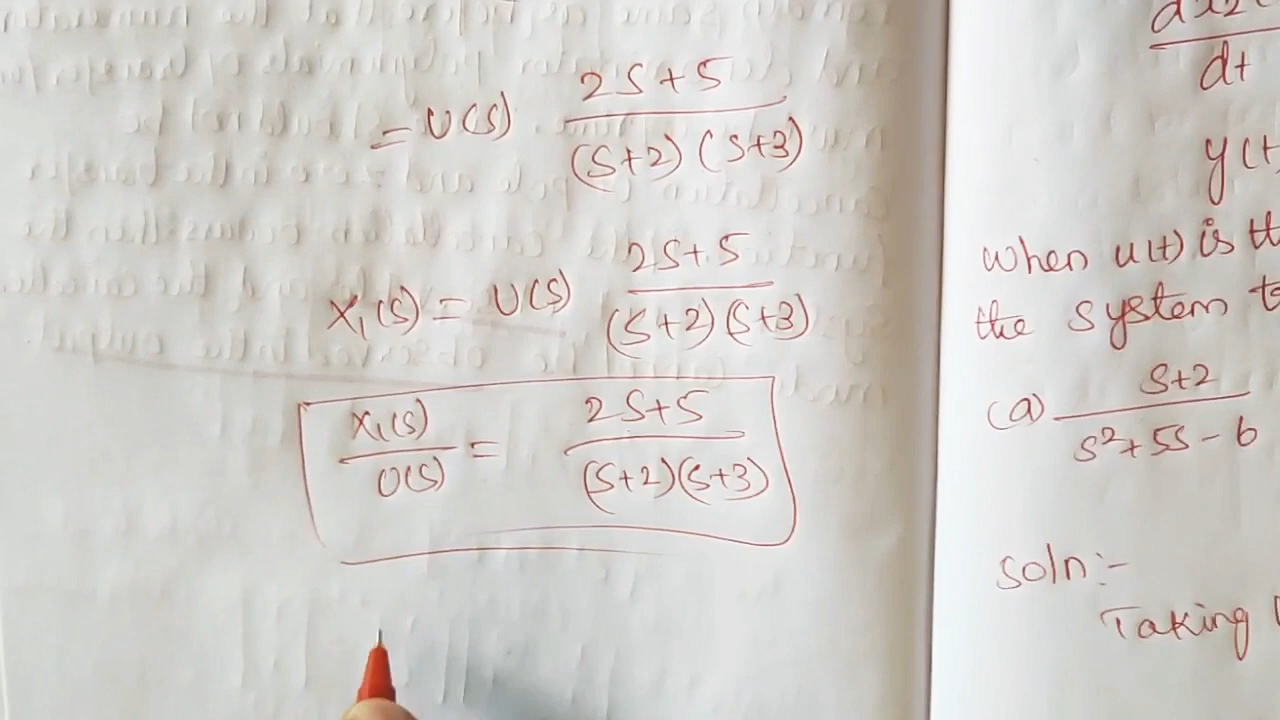 = U(S) 2S+5 / (S+2)(S+3)
X1(S) = U(S) 2S+5 / (S+2)(S+3)
X1(S) / U(S) = 2S+5 / (S+2)(S+3)
dt
y(t
when u(t) is th
the system to
(a) S+2 / S²+5S-6
Soln:-
Taking